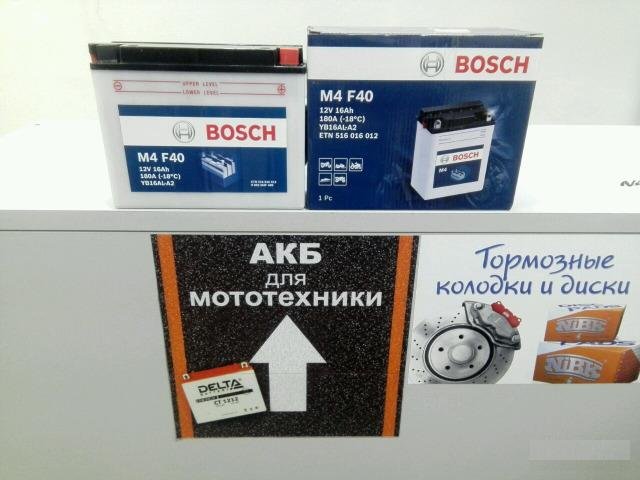 UPPER LEVEL
LOWER LEVEL
BOSCH
M4 F40
12V 16Ah
180A (-18°C)
YB16AL-A2
BOSCH
M4 F40
12V 16Ah
180A (-18°C)
YB16AL-A2
ETN 516 016 012
M4
1 Pc
АКБ
для
мототехники
DELTA
CT 1212
Тормозные
колодки и диски
NiBK
PADS
NiBK